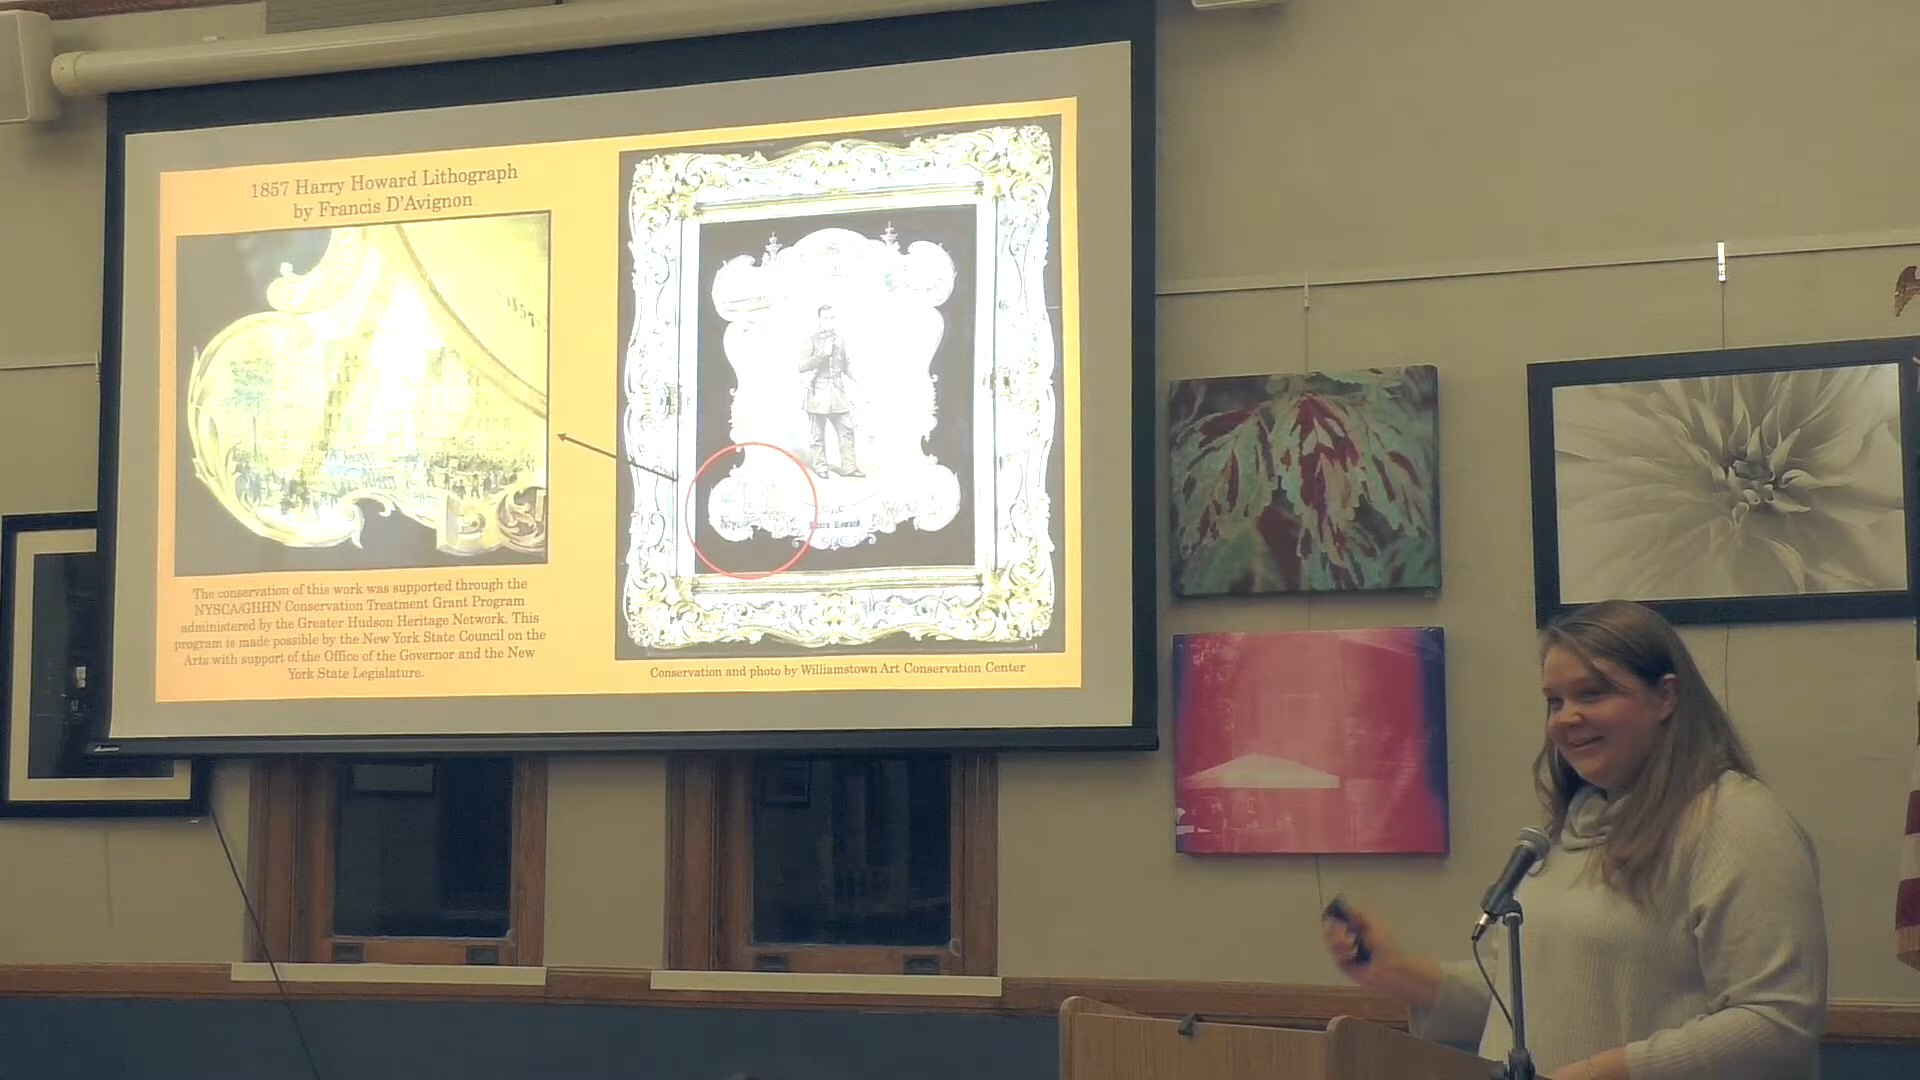 1857 Harry Howard Lithograph
by Francis D'Avignon
1857
The conservation of this work was supported through the
NYSCA/GHHN Conservation Treatment Grant Program
administered by the Greater Hudson Heritage Network. This
program is made possible by the New York State Council on the
Arts with support of the Office of the Governor and the New
York State Legislature.
Harry Howard.
Conservation and photo by Williamstown Art Conservation Center